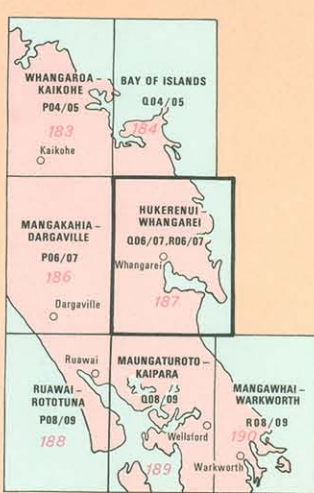 WHANGAROA –
KAIKOHE
P04/05
183
Kaikohe
BAY OF ISLANDS
Q04/05
184
MANGAKAHIA –
DARGAVILLE
P06/07
186
Dargaville
HUKERENUI –
WHANGAREI
Q06/07, R06/07
Whangarei
187
Ruawai
RUAWAI –
ROTOTUNA
P08/09
188
MAUNGATUROTO –
KAIPARA
Q08/09
Wellsford
189
MANGAWHAI –
WARKWORTH
R08/09
190
Warkworth